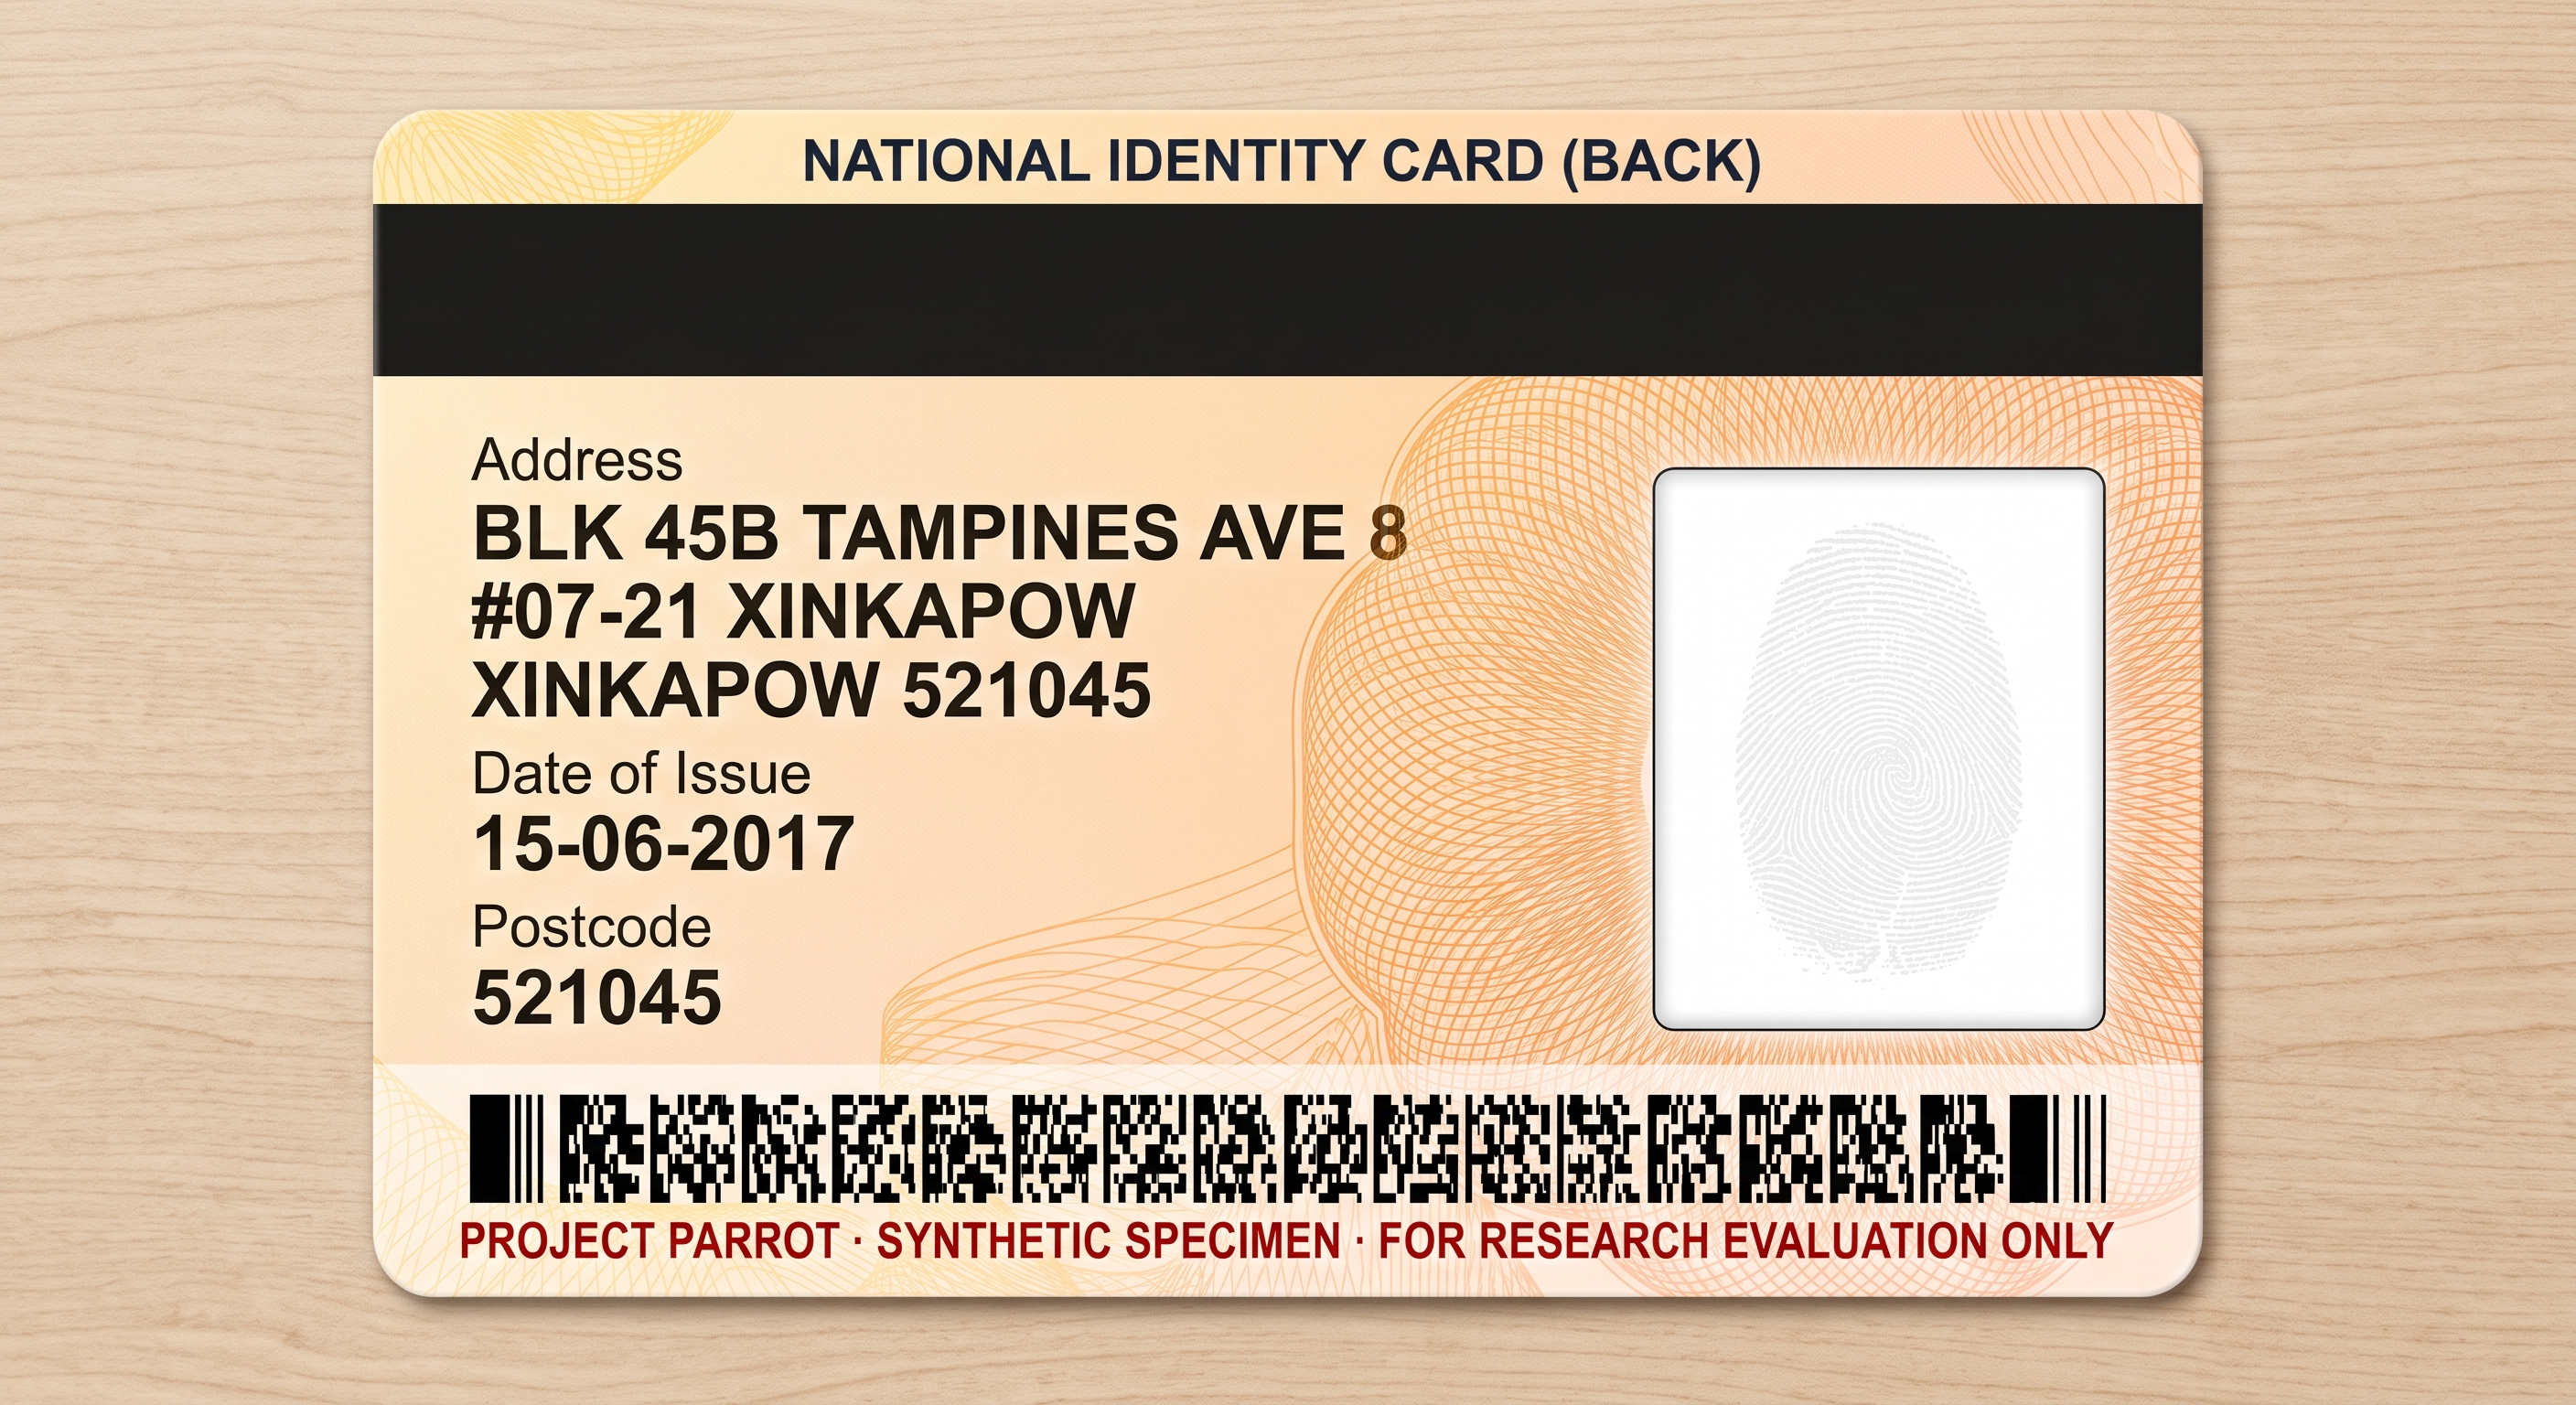 NATIONAL IDENTITY CARD (BACK)
Address
BLK 45B TAMPINES AVE 8
#07-21 XINKAPOW
XINKAPOW 521045
Date of Issue
15-06-2017
Postcode
521045
PROJECT PARROT · SYNTHETIC SPECIMEN · FOR RESEARCH EVALUATION ONLY